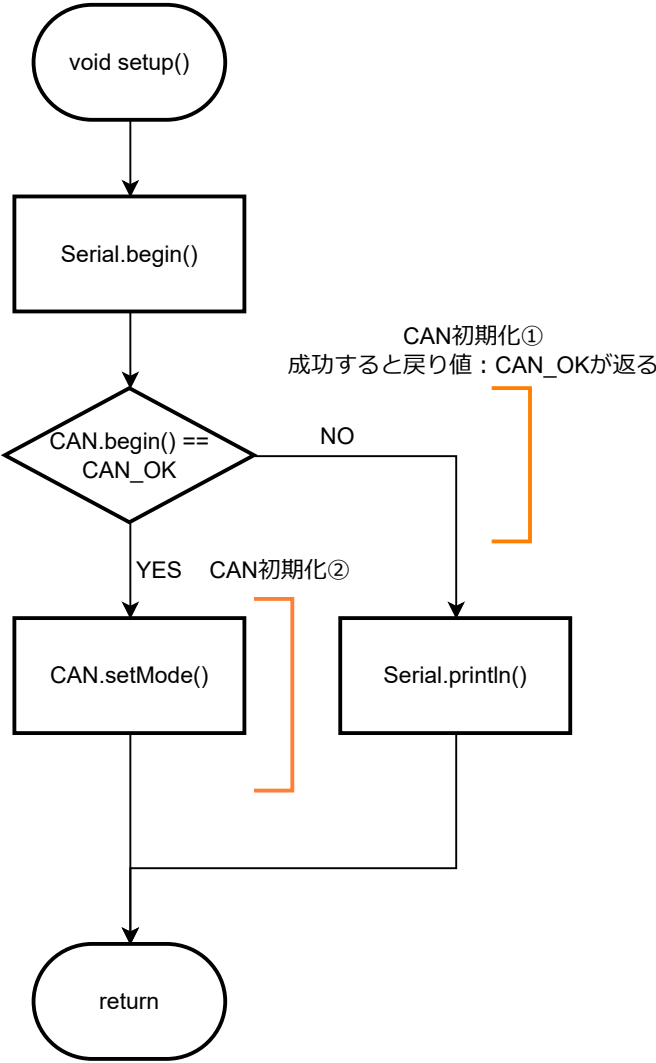 void setup()
Serial.begin()
CAN初期化①
成功すると戻り値：CAN_OKが返る
CAN.begin() ==
CAN_OK
NO
YES
CAN初期化②
CAN.setMode()
Serial.println()
return